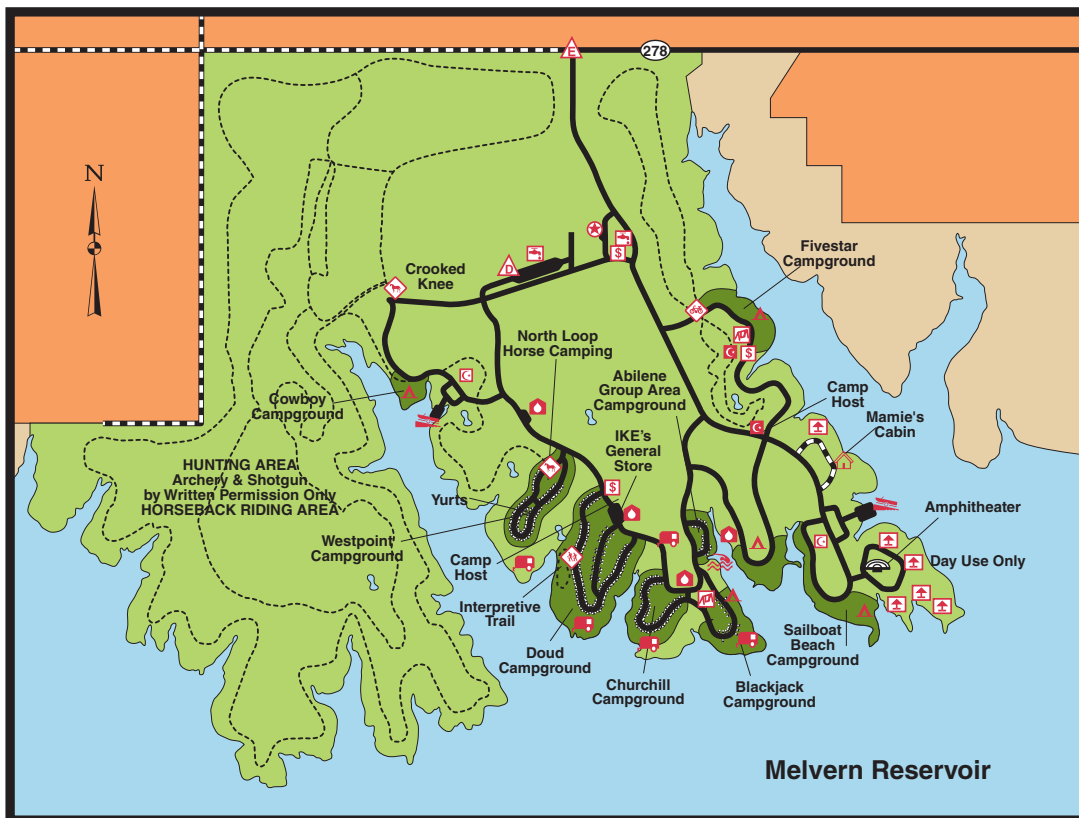 E
278
N
$
D
Crooked
Knee
Fivestar
Campground
North Loop
Horse Camping
$
Abilene
Group Area
Campground
Camp
Host
Mamie's
Cabin
Cowboy
Campground
IKE's
General
Store
HUNTING AREA
Archery & Shotgun
by Written Permission Only
HORSEBACK RIDING AREA
$
Yurts
Amphitheater
Westpoint
Campground
Camp
Host
Day Use Only
Interpretive
Trail
Doud
Campground
Churchill
Campground
Blackjack
Campground
Sailboat
Beach
Campground
Melvern Reservoir